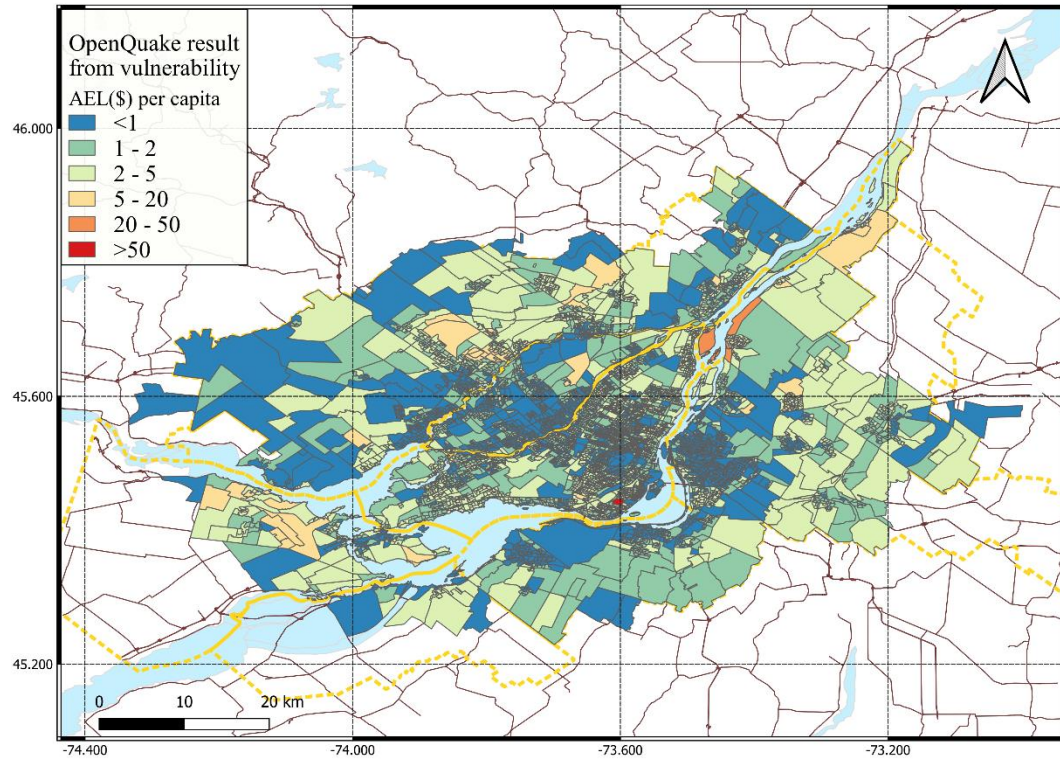 OpenQuake result
from vulnerability
AEL($) per capita
<1
1 - 2
2 - 5
5 - 20
20 - 50
>50
46.000
45.600
45.200
0 10 20 km
-74.400 -74.000 -73.600 -73.200